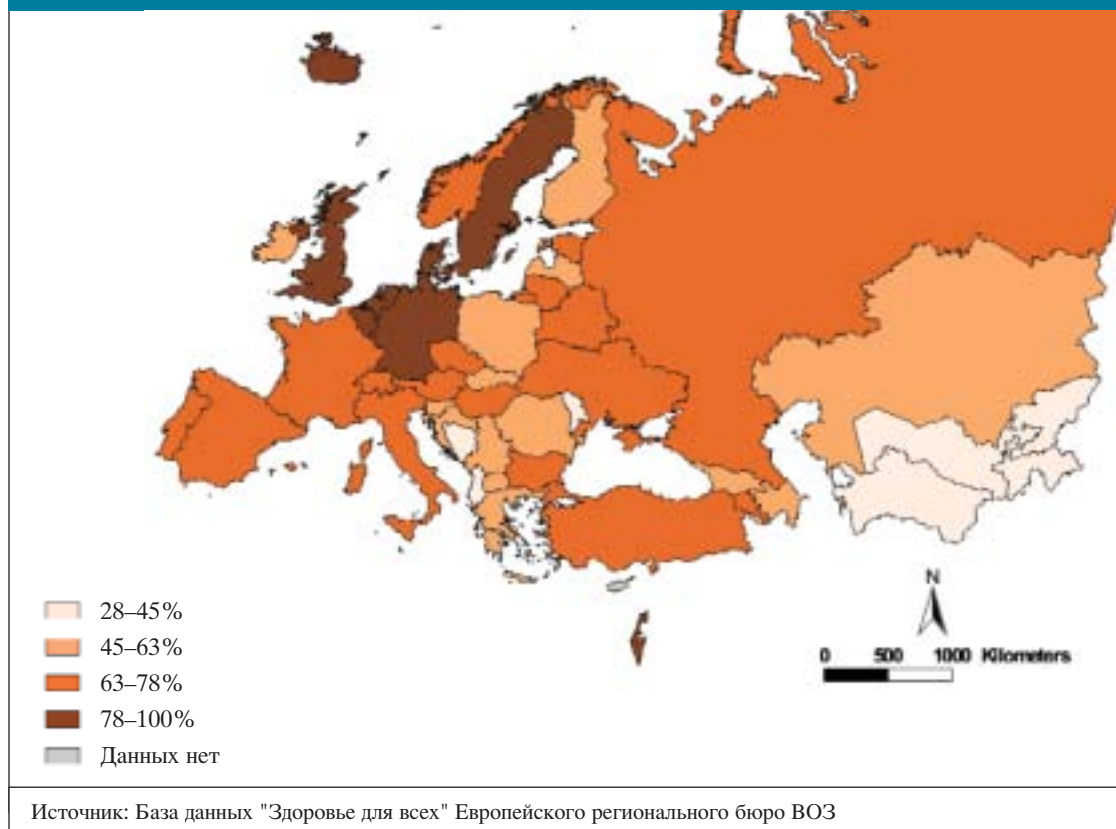 28–45%
45–63%
63–78%
78–100%
Данных нет
N
0 500 1000 Kilometers
Источник: База данных "Здоровье для всех" Европейского регионального бюро ВОЗ